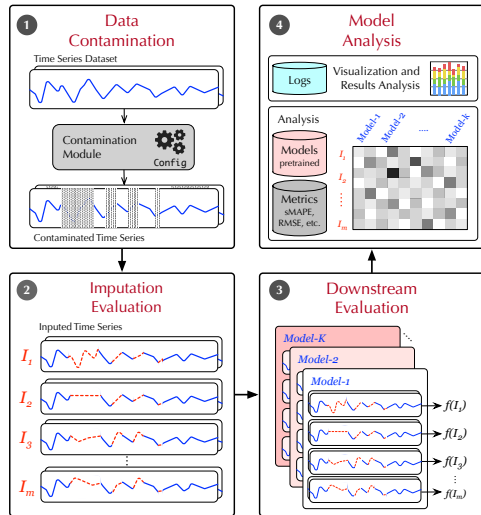 1
Data
Contamination
Time Series Dataset
Contamination
Module
Config
Contaminated Time Series
2
Imputation
Evaluation
Inputed Time Series
I1
I2
I3
⋮
Im
3
Downstream
Evaluation
Model-K
Model-2
Model-1
f(I1)
f(I2)
f(I3)
⋮
f(Im)
4
Model
Analysis
Logs
Visualization and
Results Analysis
Analysis
Models
pretrained
Metrics
sMAPE,
RMSE, etc.
Model-1
Model-2
....
Model-k
I1
I2
⋮
Im